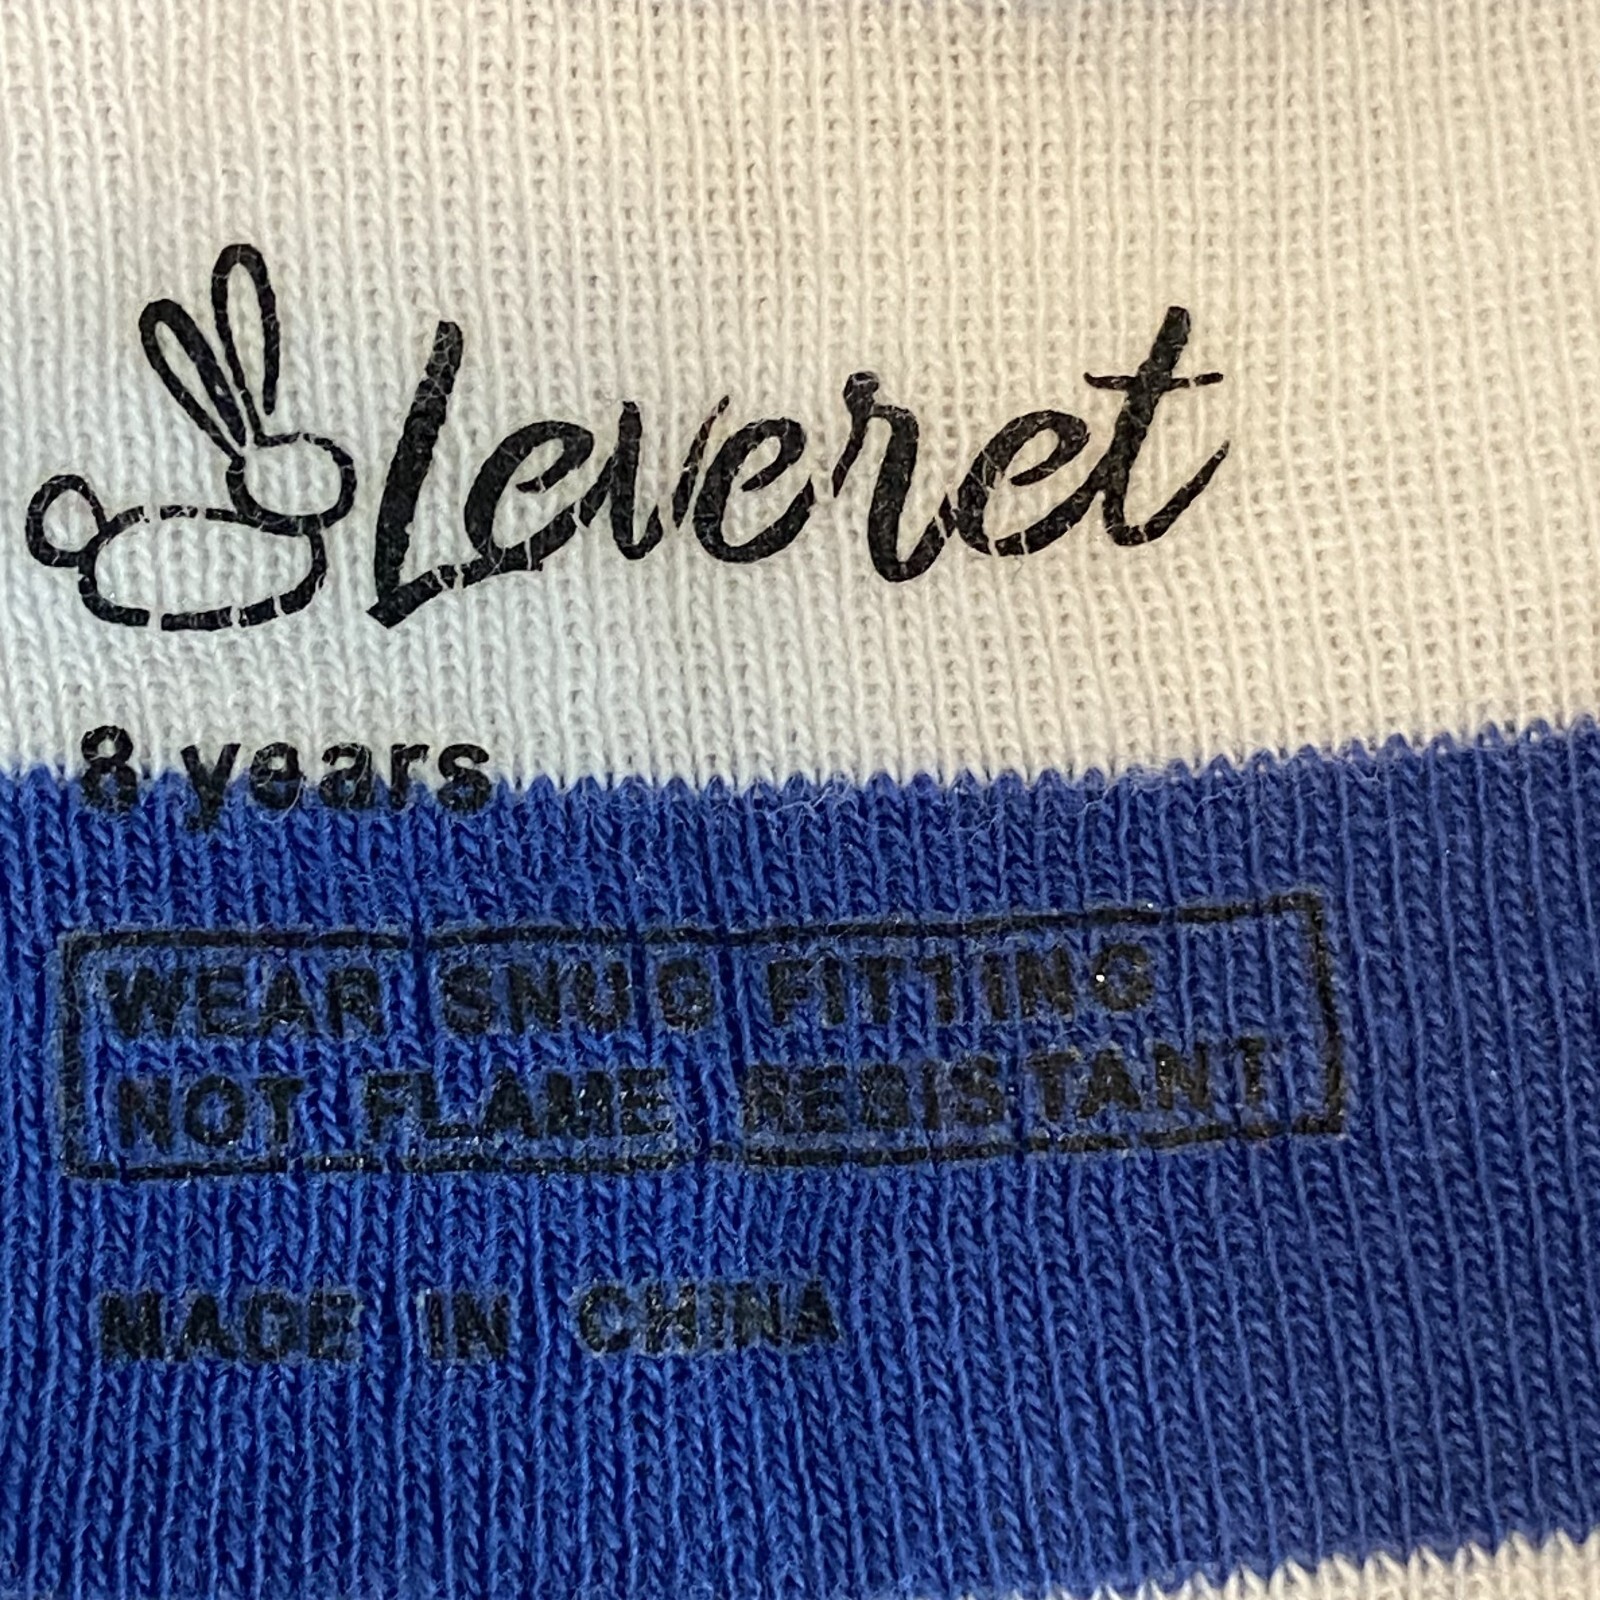 Leveret
8 years
WEAR SNUG FITTING
NOT FLAME RESISTANT
MADE IN CHINA